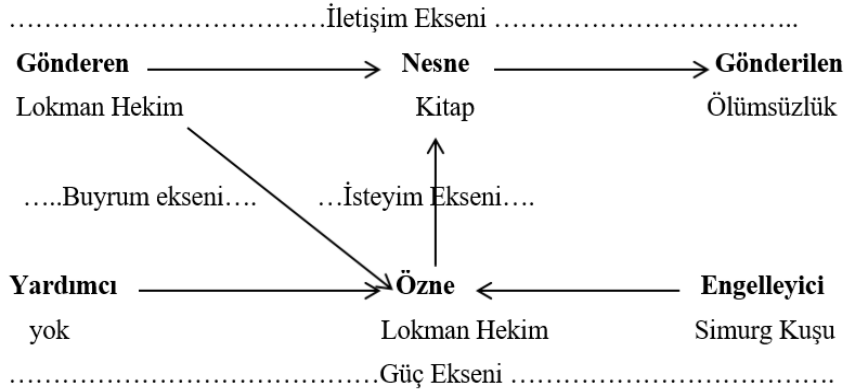 ……………………………….İletişim Ekseni ……………………………..
Gönderen Nesne Gönderilen
Lokman Hekim Kitap Ölümsüzlük
…..Buyrum ekseni…. …İsteyim Ekseni….
Yardımcı Özne Engelleyici
yok Lokman Hekim Simurg Kuşu
…………………………………….Güç Ekseni ……………………………….